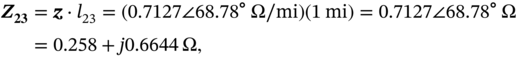 Z₂₃ = z · l₂₃ = (0.7127∠68.78° Ω/mi)(1 mi) = 0.7127∠68.78° Ω
= 0.258 + j0.6644 Ω,